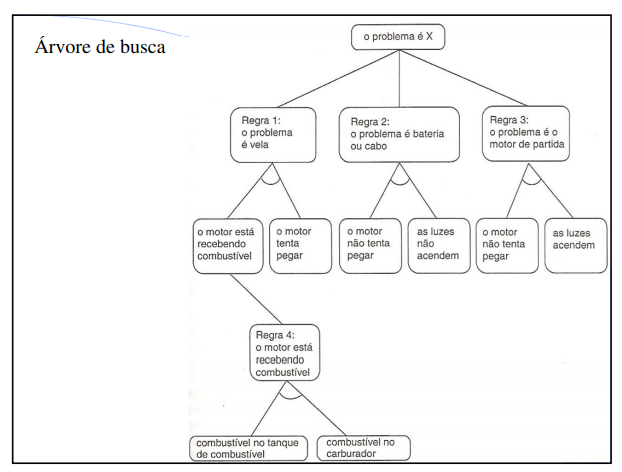 Árvore de busca
o problema é X
Regra 1:
o problema
é vela
Regra 2:
o problema é bateria
ou cabo
Regra 3:
o problema é o
motor de partida
o motor está
recebendo
combustível
o motor
tenta
pegar
o motor
não tenta
pegar
as luzes
não
acendem
o motor
não tenta
pegar
as luzes
acendem
Regra 4:
o motor está
recebendo
combustível
combustível no tanque
de combustível
combustível no
carburador